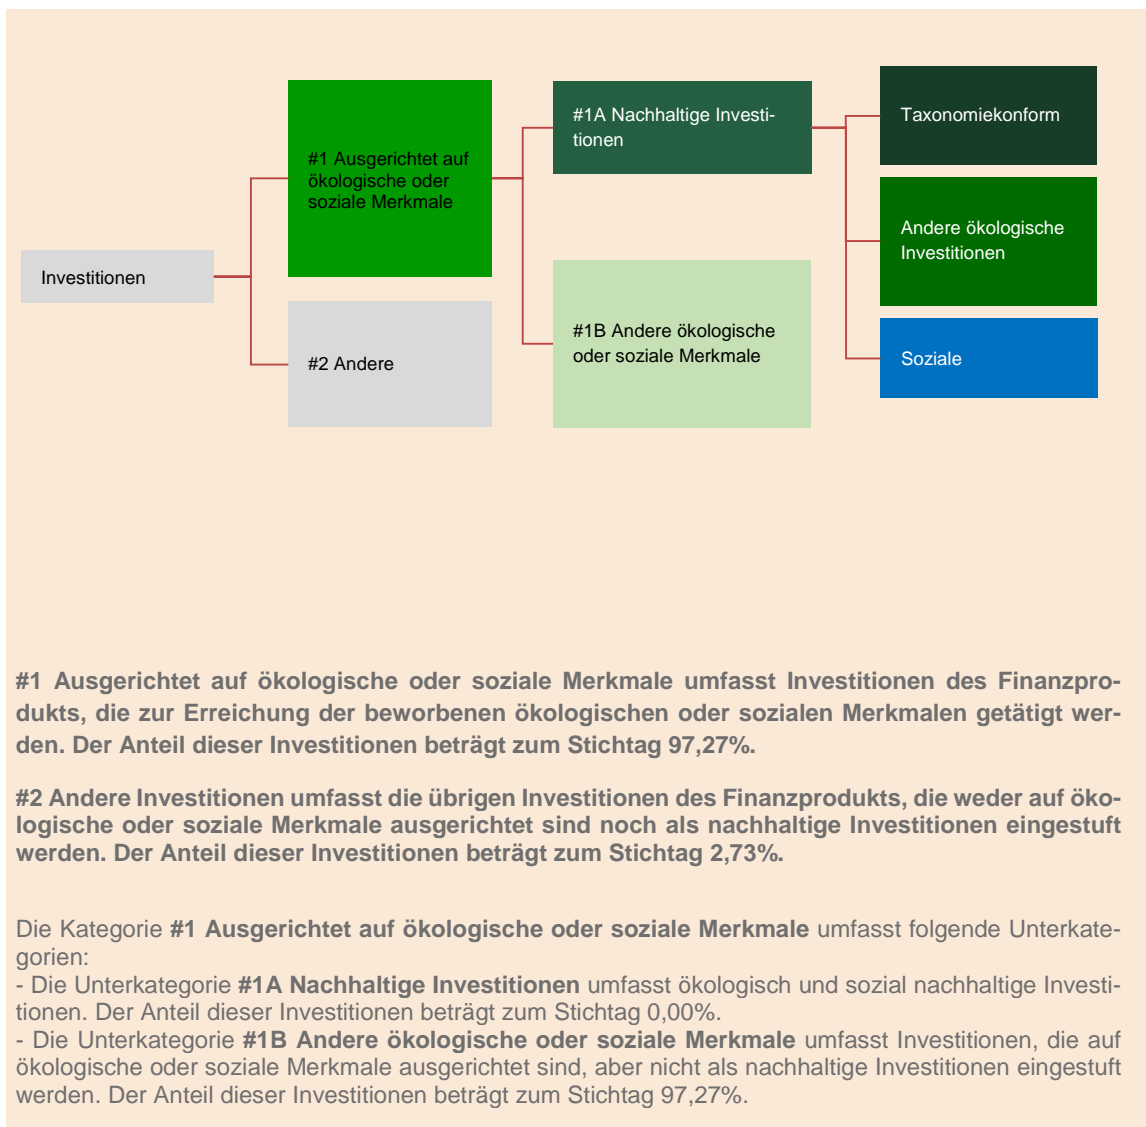 Investitionen
#1 Ausgerichtet auf
ökologische oder
soziale Merkmale
#2 Andere
#1A Nachhaltige Investi-
tionen
#1B Andere ökologische
oder soziale Merkmale
Taxonomiekonform
Andere ökologische
Investitionen
Soziale
#1 Ausgerichtet auf ökologische oder soziale Merkmale umfasst Investitionen des Finanzpro-
dukts, die zur Erreichung der beworbenen ökologischen oder sozialen Merkmalen getätigt wer-
den. Der Anteil dieser Investitionen beträgt zum Stichtag 97,27%.
#2 Andere Investitionen umfasst die übrigen Investitionen des Finanzprodukts, die weder auf öko-
logische oder soziale Merkmale ausgerichtet sind noch als nachhaltige Investitionen eingestuft
werden. Der Anteil dieser Investitionen beträgt zum Stichtag 2,73%.
Die Kategorie #1 Ausgerichtet auf ökologische oder soziale Merkmale umfasst folgende Unterkate-
gorien:
- Die Unterkategorie #1A Nachhaltige Investitionen umfasst ökologisch und sozial nachhaltige Investi-
tionen. Der Anteil dieser Investitionen beträgt zum Stichtag 0,00%.
- Die Unterkategorie #1B Andere ökologische oder soziale Merkmale umfasst Investitionen, die auf
ökologische oder soziale Merkmale ausgerichtet sind, aber nicht als nachhaltige Investitionen eingestuft
werden. Der Anteil dieser Investitionen beträgt zum Stichtag 97,27%.